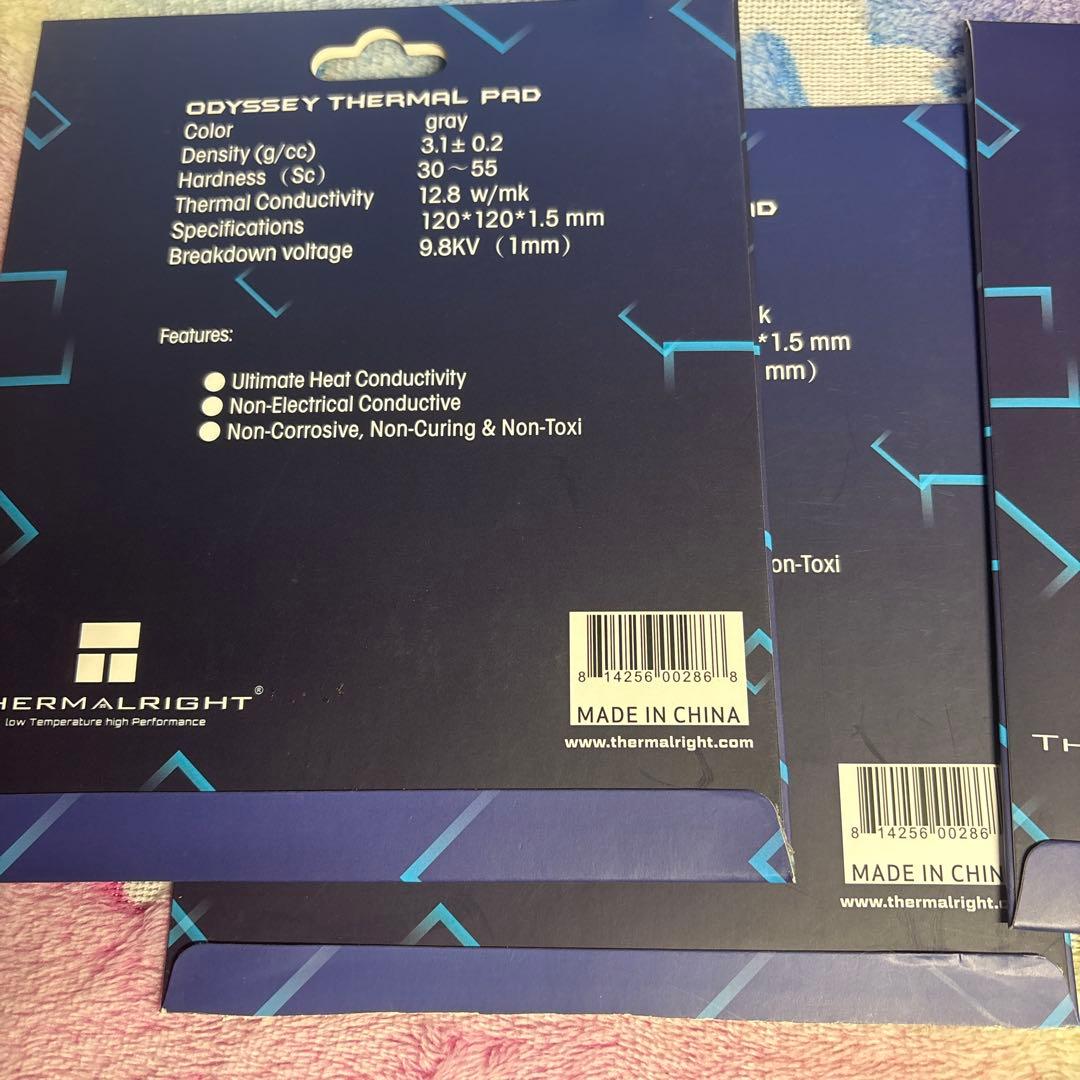 ODYSSEY THERMAL PAD
Color gray
Density (g/cc) 3.1± 0.2
Hardness （Sc） 30～55
Thermal Conductivity 12.8 w/mk
Specifications 120*120*1.5 mm
Breakdown voltage 9.8KV （1mm）
Features:
Ultimate Heat Conductivity
Non-Electrical Conductive
Non-Corrosive, Non-Curing & Non-Toxi
HERMALRIGHT®
low Temperature high Performance
8 14256 00286 8
MADE IN CHINA
www.thermalright.com
D
k
*1.5 mm
mm）
on-Toxi
8 14256 00286
MADE IN CHIN
www.thermalright.c
TH